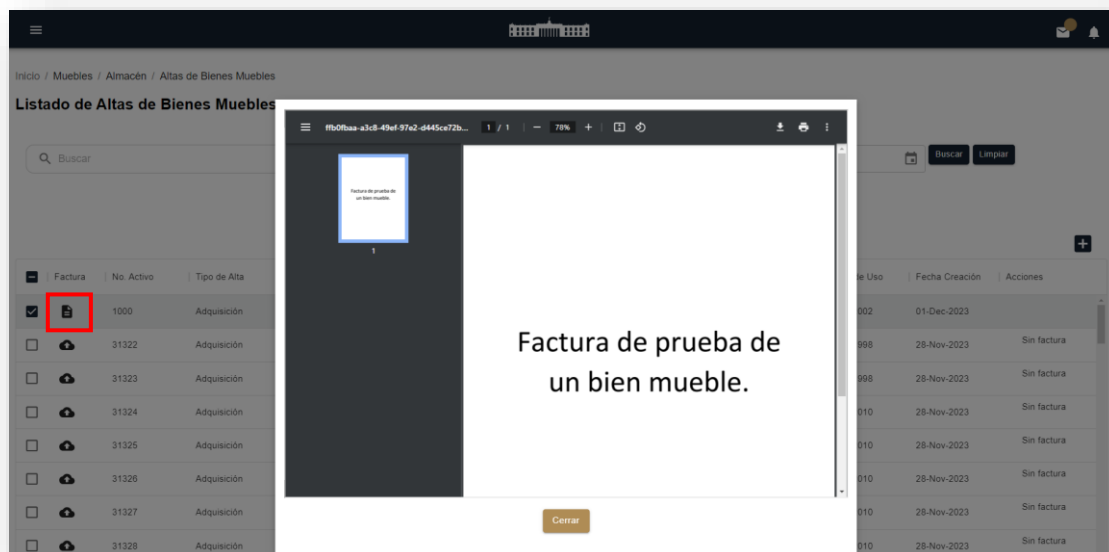 Inicio / Muebles / Almacén / Altas de Bienes Muebles
Listado de Altas de Bienes Muebles
Buscar
Buscar Limpiar
ffb0fbaa-a3c8-49ef-97e2-d445ce72b... 1 / 1 78%
Factura de prueba de
un bien mueble.
1
Factura de prueba de
un bien mueble.
Cerrar
Factura No. Activo Tipo de Alta de Uso Fecha Creación Acciones
1000 Adquisición 002 01-Dec-2023
31322 Adquisición 998 28-Nov-2023 Sin factura
31323 Adquisición 998 28-Nov-2023 Sin factura
31324 Adquisición 010 28-Nov-2023 Sin factura
31325 Adquisición 010 28-Nov-2023 Sin factura
31326 Adquisición 010 28-Nov-2023 Sin factura
31327 Adquisición 010 28-Nov-2023 Sin factura
31328 Adquisición 010 28-Nov-2023 Sin factura